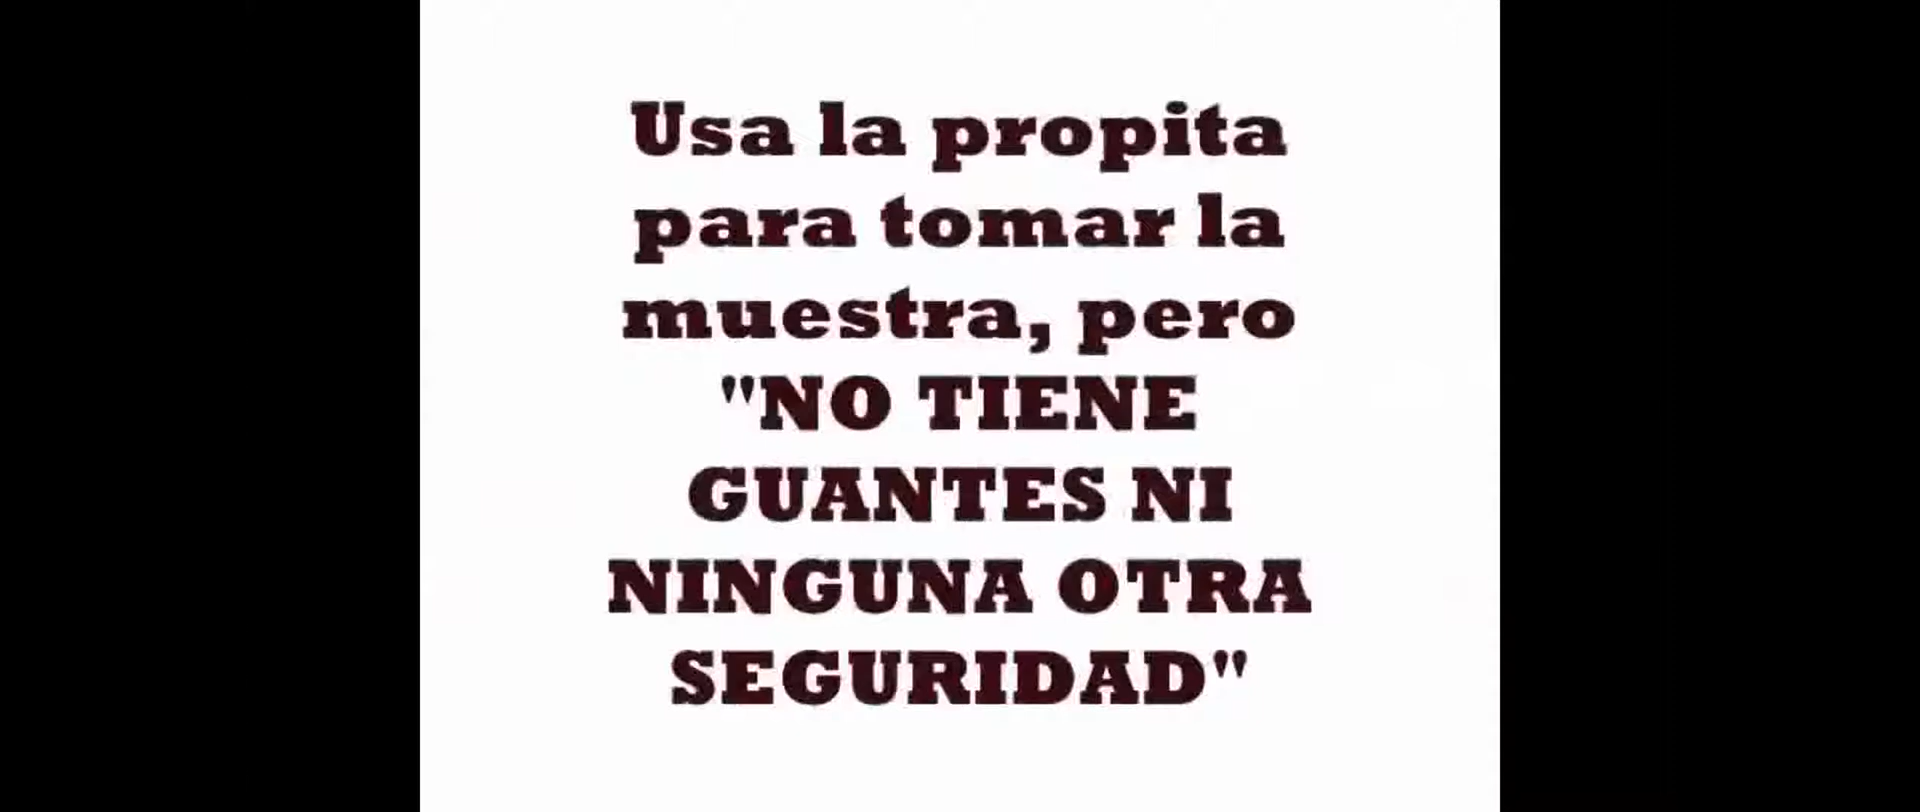 Usa la propita
para tomar la
muestra, pero
"NO TIENE
GUANTES NI
NINGUNA OTRA
SEGURIDAD"